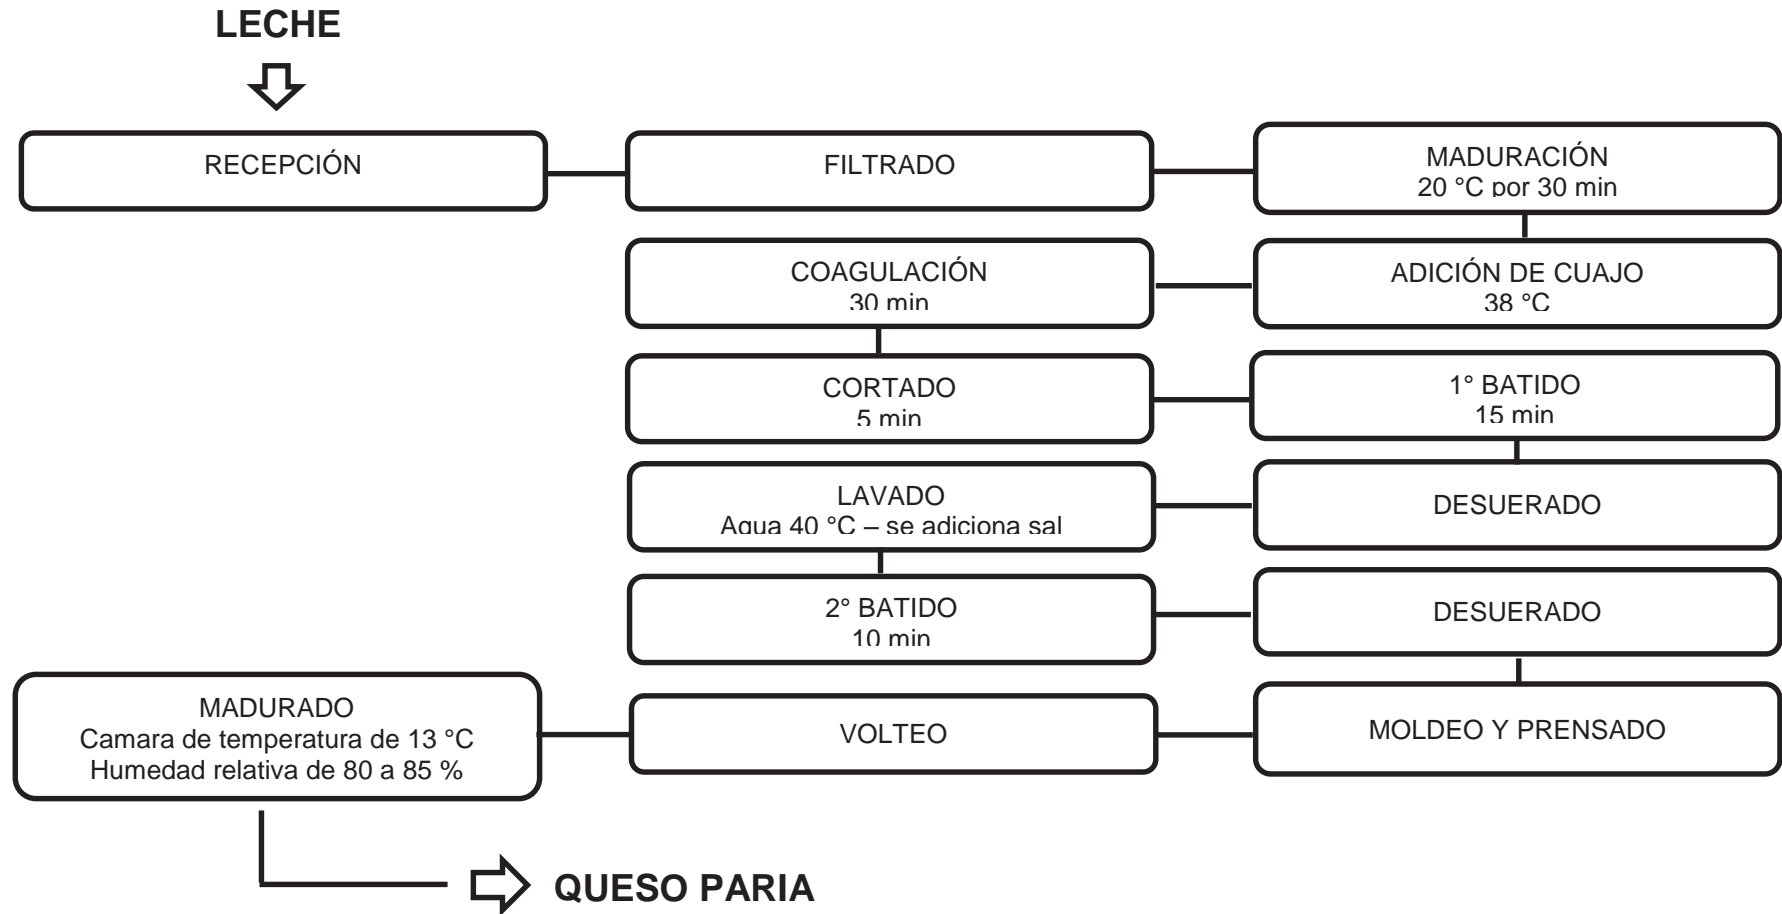 LECHE
RECEPCIÓN
FILTRADO
MADURACIÓN
20 °C por 30 min
ADICIÓN DE CUAJO
38 °C
COAGULACIÓN
30 min
CORTADO
5 min
1° BATIDO
15 min
DESUERADO
LAVADO
Agua 40 °C – se adiciona sal
2° BATIDO
10 min
DESUERADO
MOLDEO Y PRENSADO
VOLTEO
MADURADO
Camara de temperatura de 13 °C
Humedad relativa de 80 a 85 %
QUESO PARIA